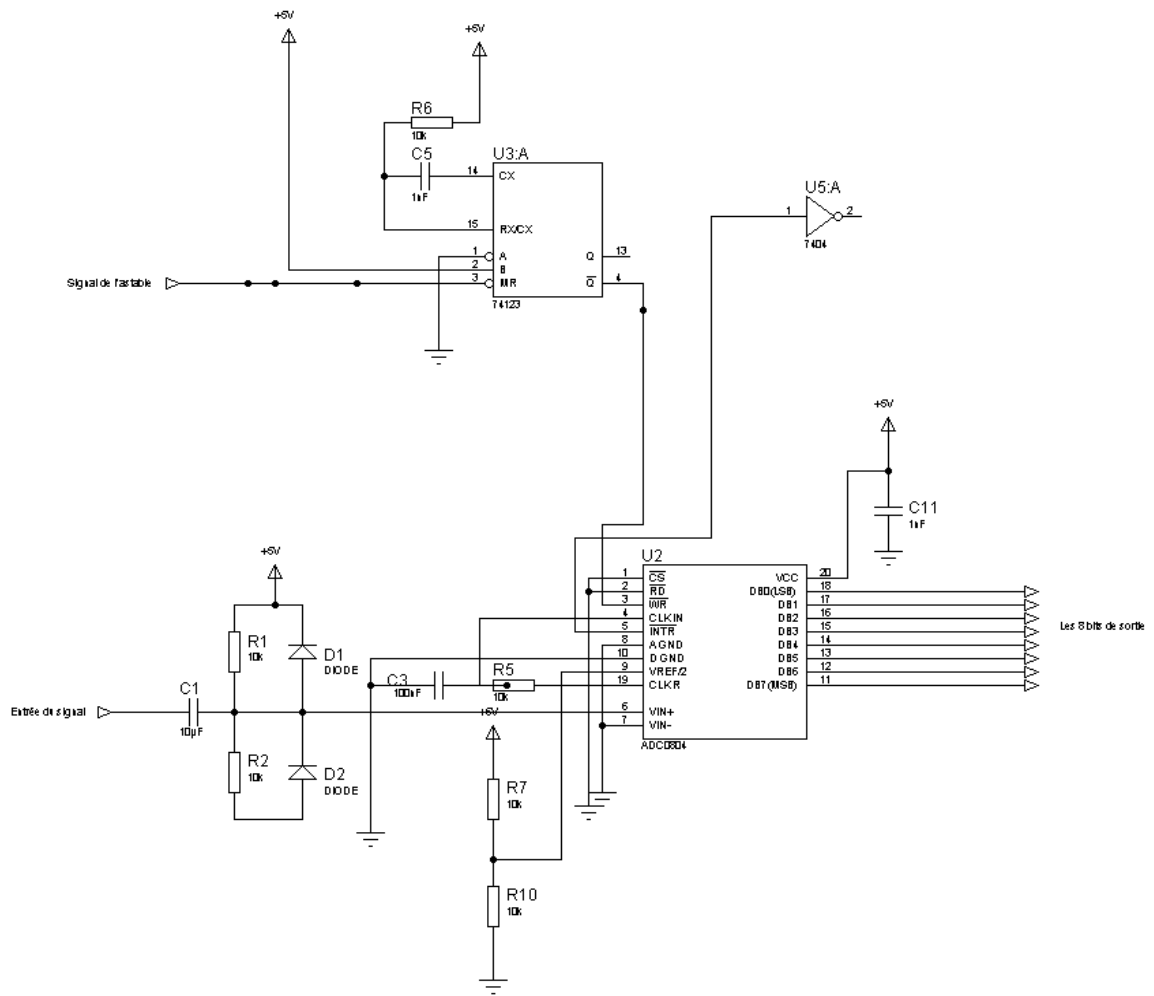 +5V
+5V
R6
10k
C5
1nF
U3:A
14 CX
15 RX/CX
1 A
2 B
3 MR
Q 13
Q 4
74123
Signal de l'astable
U5:A
1
2
7404
+5V
C11
1nF
U2
1 CS
2 RD
3 WR
4 CLKIN
5 INTR
8 AGND
10 DGND
9 VREF/2
19 CLKR
6 VIN+
7 VIN-
VCC 20
DB0(LSB) 18
DB1 17
DB2 16
DB3 15
DB4 14
DB5 13
DB6 12
DB7(MSB) 11
ADC0804
Les 8 bits de sortie
+5V
R1
10k
D1
DIODE
C3
100nF
R5
10k
C1
10µF
Entrée du signal
R2
10k
D2
DIODE
+5V
R7
10k
R10
10k